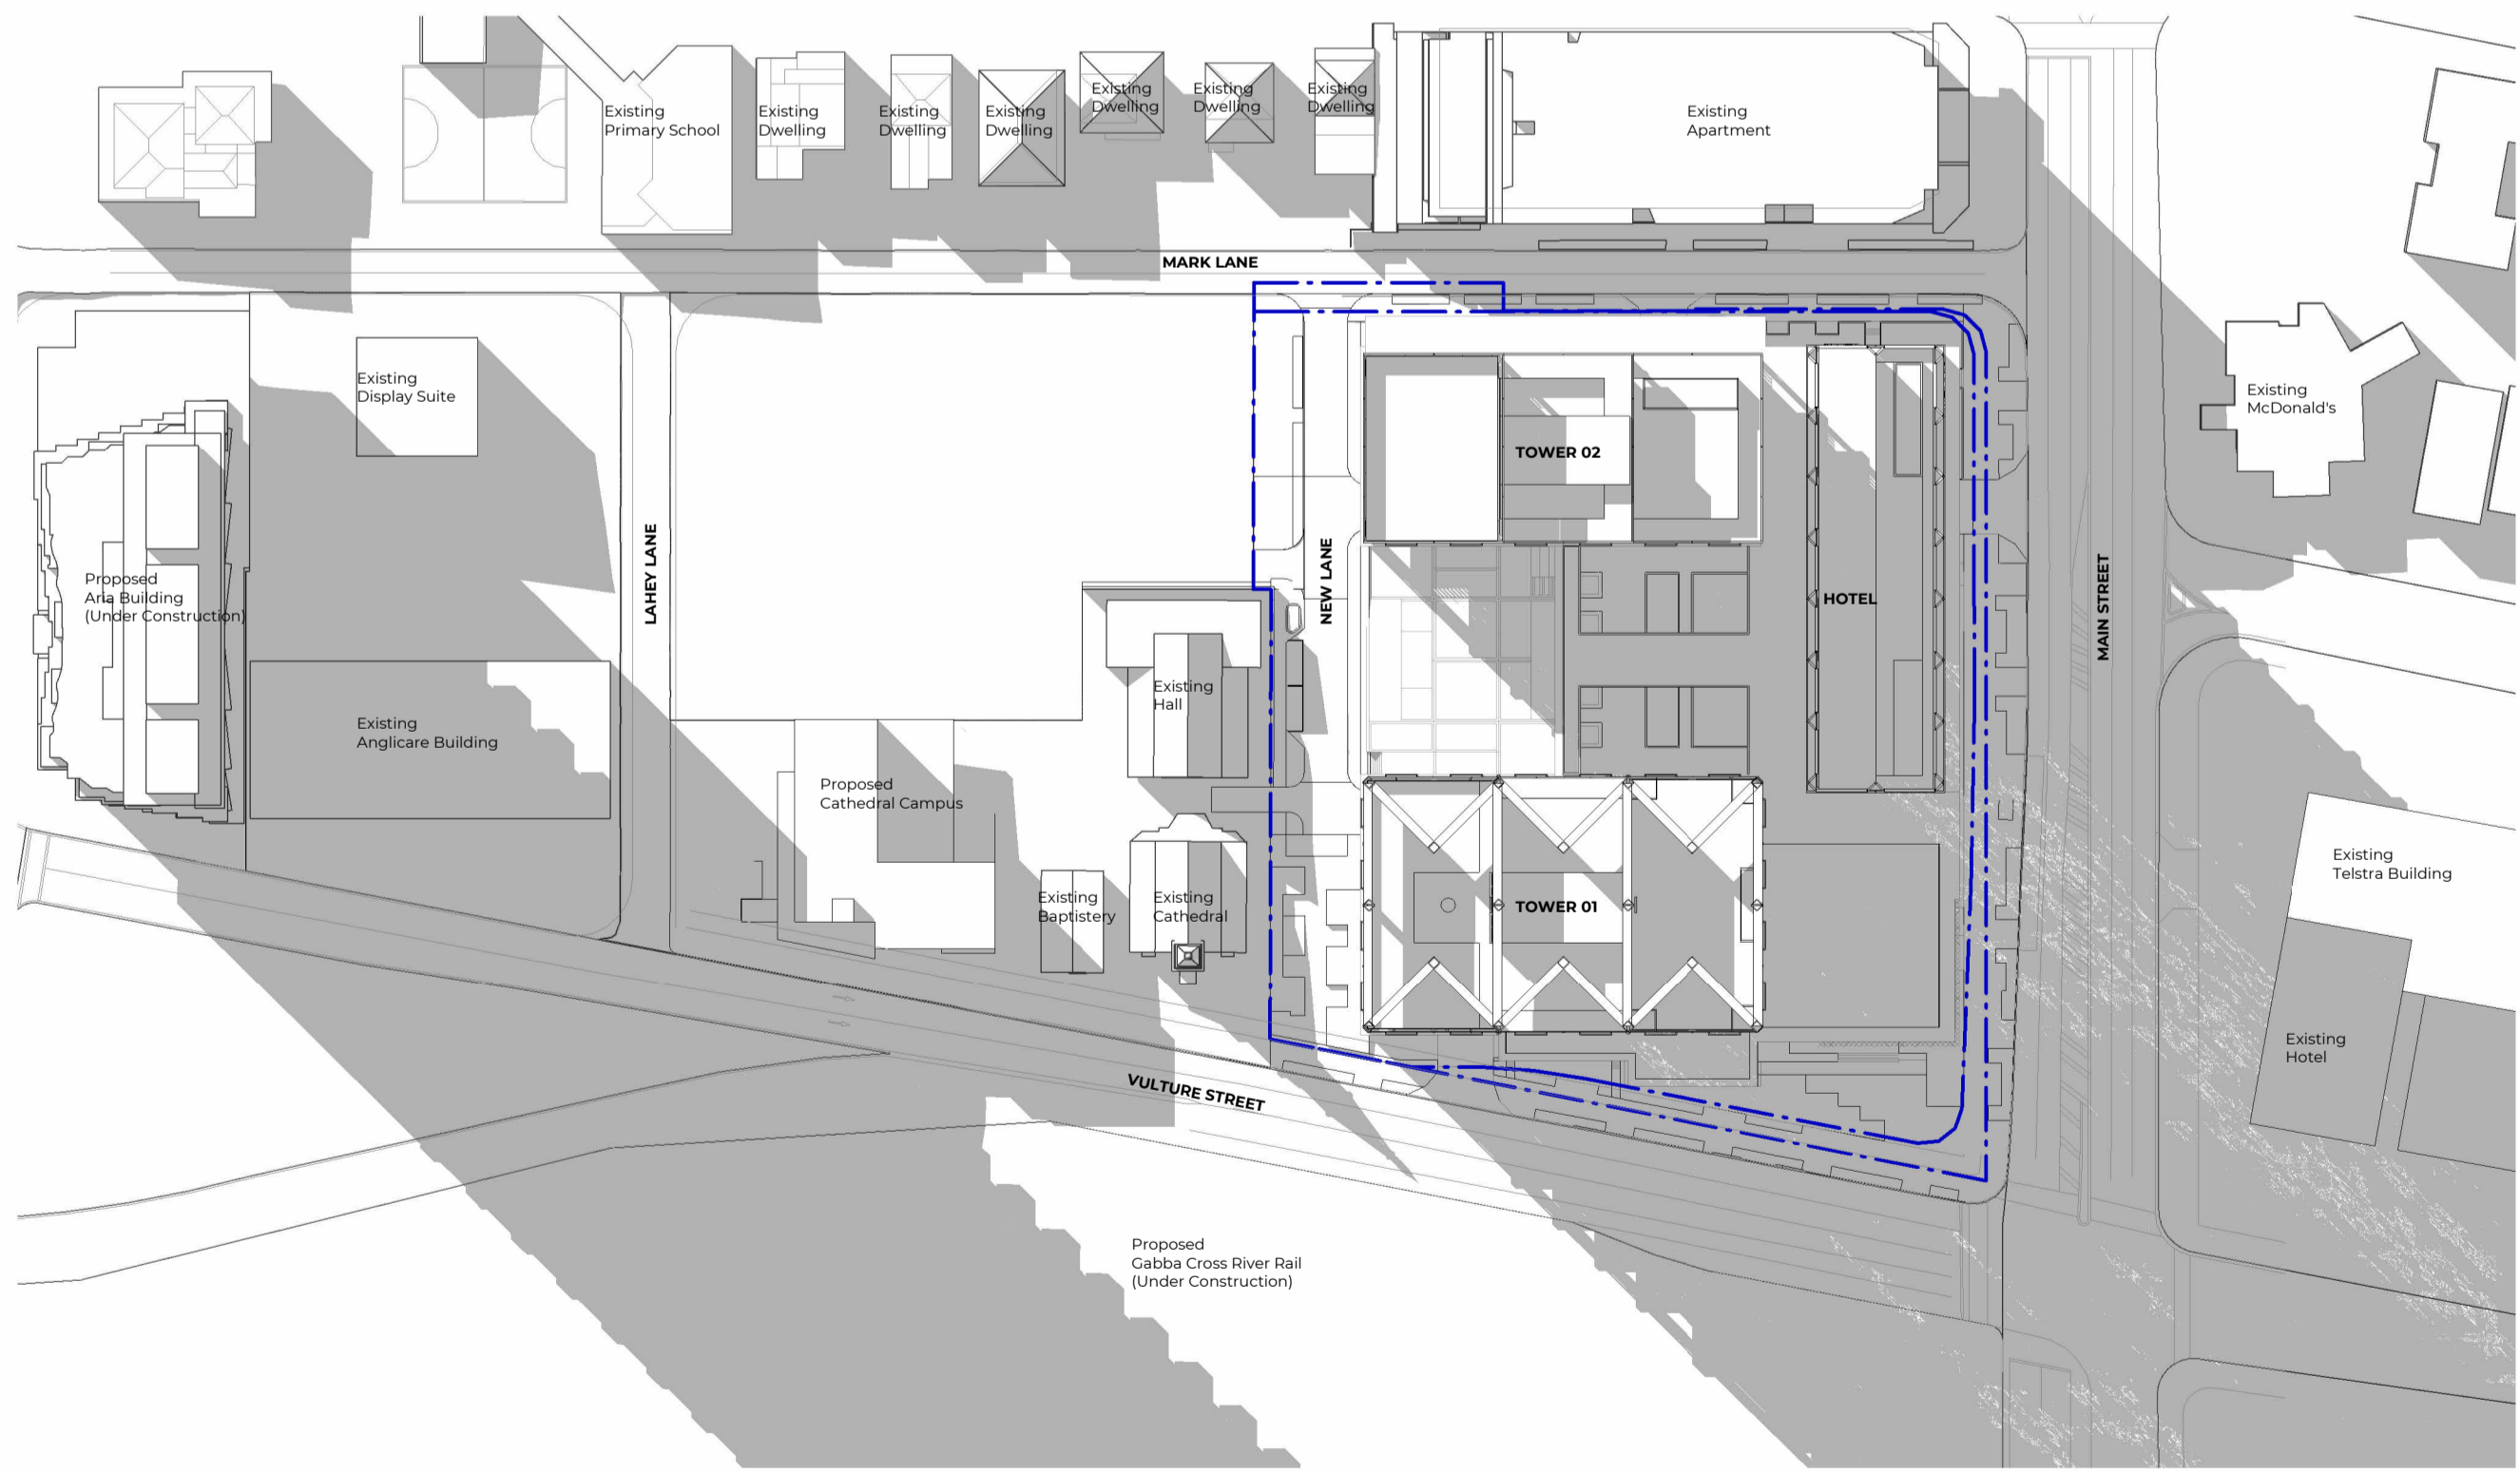 Existing
Primary School
Existing
Dwelling
Existing
Dwelling
Existing
Dwelling
Existing
Dwelling
Existing
Dwelling
Existing
Dwelling
Existing
Apartment
MARK LANE
Existing
Display Suite
Existing
McDonald's
TOWER 02
LAHEY LANE
NEW LANE
HOTEL
MAIN STREET
Proposed
Aria Building
(Under Construction)
Existing
Hall
Existing
Anglicare Building
Proposed
Cathedral Campus
Existing
Baptistery
Existing
Cathedral
TOWER 01
Existing
Telstra Building
Existing
Hotel
VULTURE STREET
Proposed
Gabba Cross River Rail
(Under Construction)